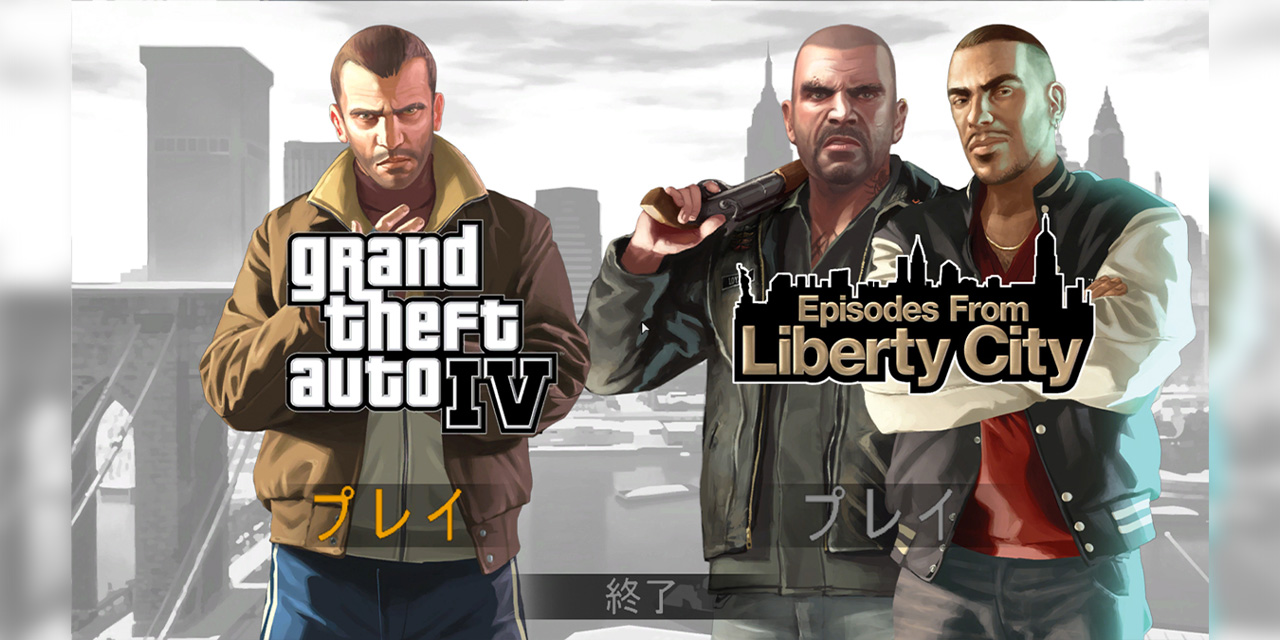 grand
theft
auto IV
Episodes From
Liberty City
プレイ
プレイ
終了